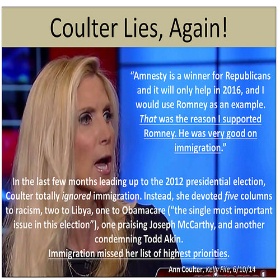 Coulter Lies, Again!
“Amnesty is a winner for Republicans
and it will only help in 2016, and I
would use Romney as an example.
That was the reason I supported
Romney. He was very good on
immigration.”
In the last few months leading up to the 2012 presidential election,
Coulter totally ignored immigration. Instead, she devoted five columns
to racism, two to Libya, one to Obamacare (“the single most important
issue in this election”), one praising Joseph McCarthy, and another
condemning Todd Akin.
Immigration missed her list of highest priorities.
Ann Coulter, Kelly File, 6/10/14